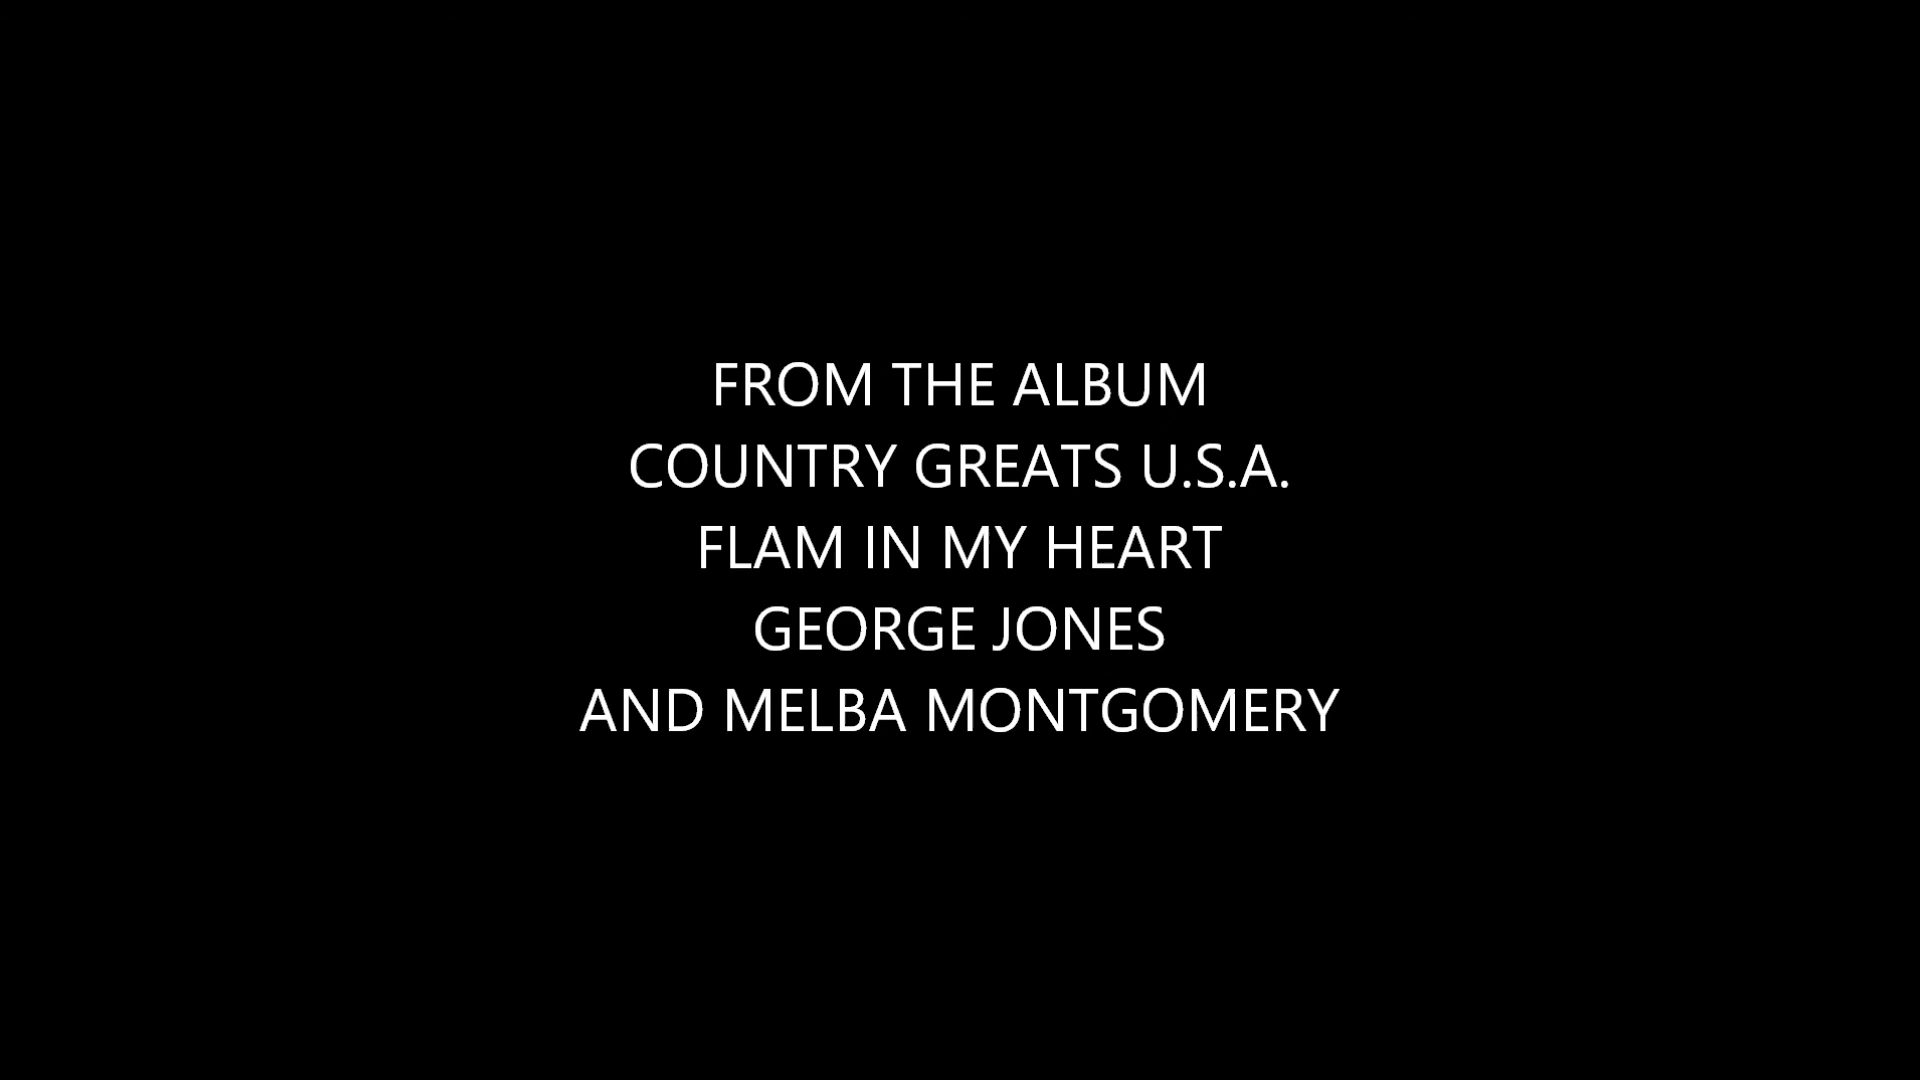 FROM THE ALBUM
COUNTRY GREATS U.S.A.
FLAM IN MY HEART
GEORGE JONES
AND MELBA MONTGOMERY